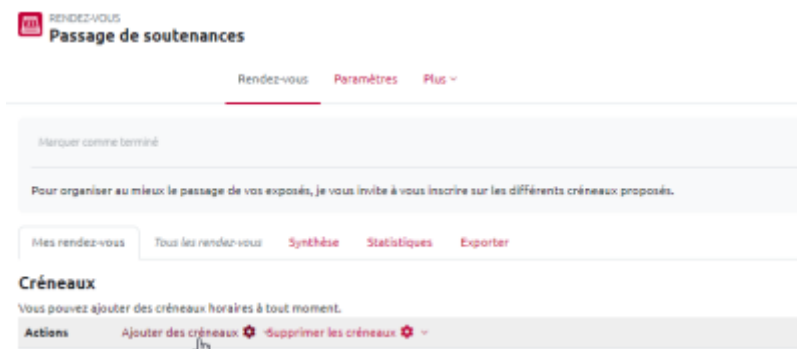 RENDEZ-VOUS
Passage de soutenances
Rendez-vous Paramètres Plus
Marquer comme terminé
Pour organiser au mieux le passage de vos exposés, je vous invite à vous inscrire sur les différents créneaux proposés.
Mes rendez-vous Tous les rendez-vous Synthèse Statistiques Exporter
Créneaux
Vous pouvez ajouter des créneaux horaires à tout moment.
Actions Ajouter des créneaux Supprimer les créneaux